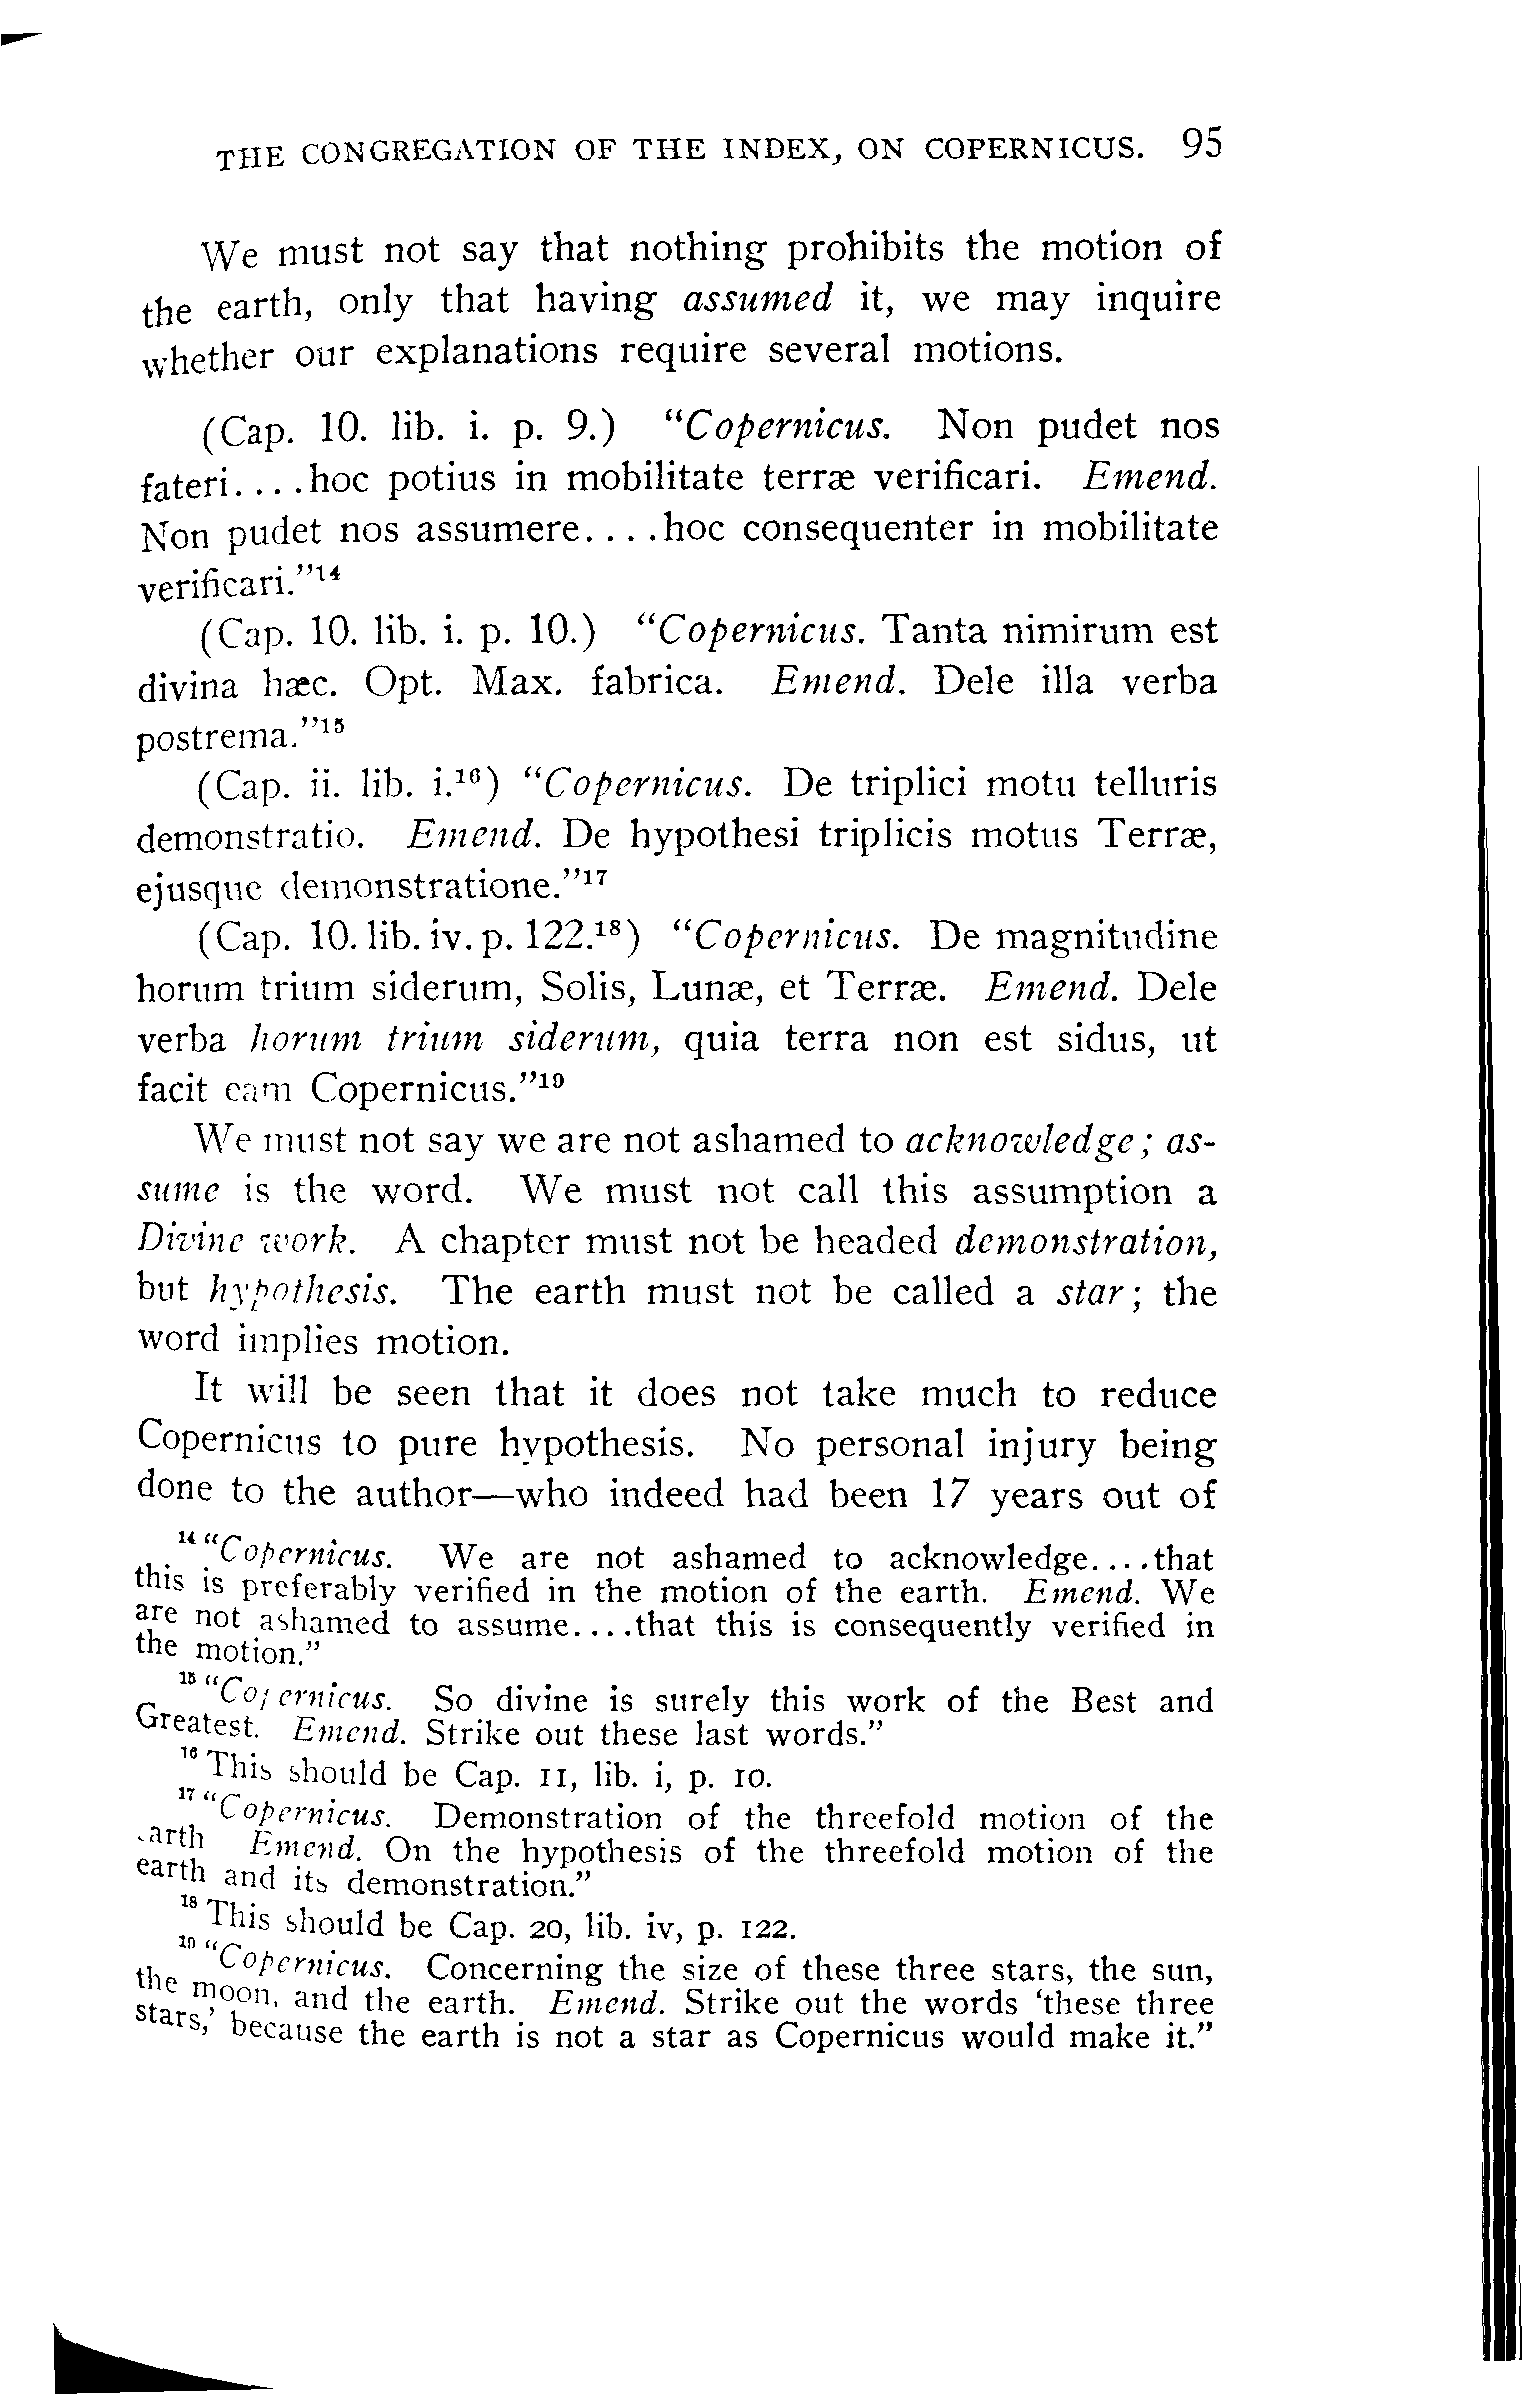 THE CONGREGATION OF THE INDEX, ON COPERNICUS. 95
We must not say that nothing prohibits the motion of
the earth, only that having assumed it, we may inquire
whether our explanations require several motions.
(Cap. 10. lib. i. p. 9.) “Copernicus. Non pudet nos
fateri. . . .hoc potius in mobilitate terræ verificari. Emend.
Non pudet nos assumere. . . .hoc consequenter in mobilitate
verificari.”¹⁴
(Cap. 10. lib. i. p. 10.) “Copernicus. Tanta nimirum est
divina hæc. Opt. Max. fabrica. Emend. Dele illa verba
postrema.”¹⁵
(Cap. ii. lib. i.¹⁶) “Copernicus. De triplici motu telluris
demonstratio. Emend. De hypothesi triplicis motus Terræ,
ejusque demonstratione.”¹⁷
(Cap. 10. lib. iv. p. 122.¹⁸) “Copernicus. De magnitudine
horum trium siderum, Solis, Lunæ, et Terræ. Emend. Dele
verba horum trium siderum, quia terra non est sidus, ut
facit eam Copernicus.”¹⁹
We must not say we are not ashamed to acknowledge; as-
sume is the word. We must not call this assumption a
Divine work. A chapter must not be headed demonstration,
but hypothesis. The earth must not be called a star; the
word implies motion.
It will be seen that it does not take much to reduce
Copernicus to pure hypothesis. No personal injury being
done to the author—who indeed had been 17 years out of
¹⁴ “Copernicus. We are not ashamed to acknowledge. . . .that
this is preferably verified in the motion of the earth. Emend. We
are not ashamed to assume. . . .that this is consequently verified in
the motion.”
¹⁵ “Copernicus. So divine is surely this work of the Best and
Greatest. Emend. Strike out these last words.”
¹⁶ This should be Cap. 11, lib. i, p. 10.
¹⁷ “Copernicus. Demonstration of the threefold motion of the
earth Emend. On the hypothesis of the threefold motion of the
earth and its demonstration.”
¹⁸ This should be Cap. 20, lib. iv, p. 122.
¹⁹ “Copernicus. Concerning the size of these three stars, the sun,
the moon, and the earth. Emend. Strike out the words ‘these three
stars,’ because the earth is not a star as Copernicus would make it.”